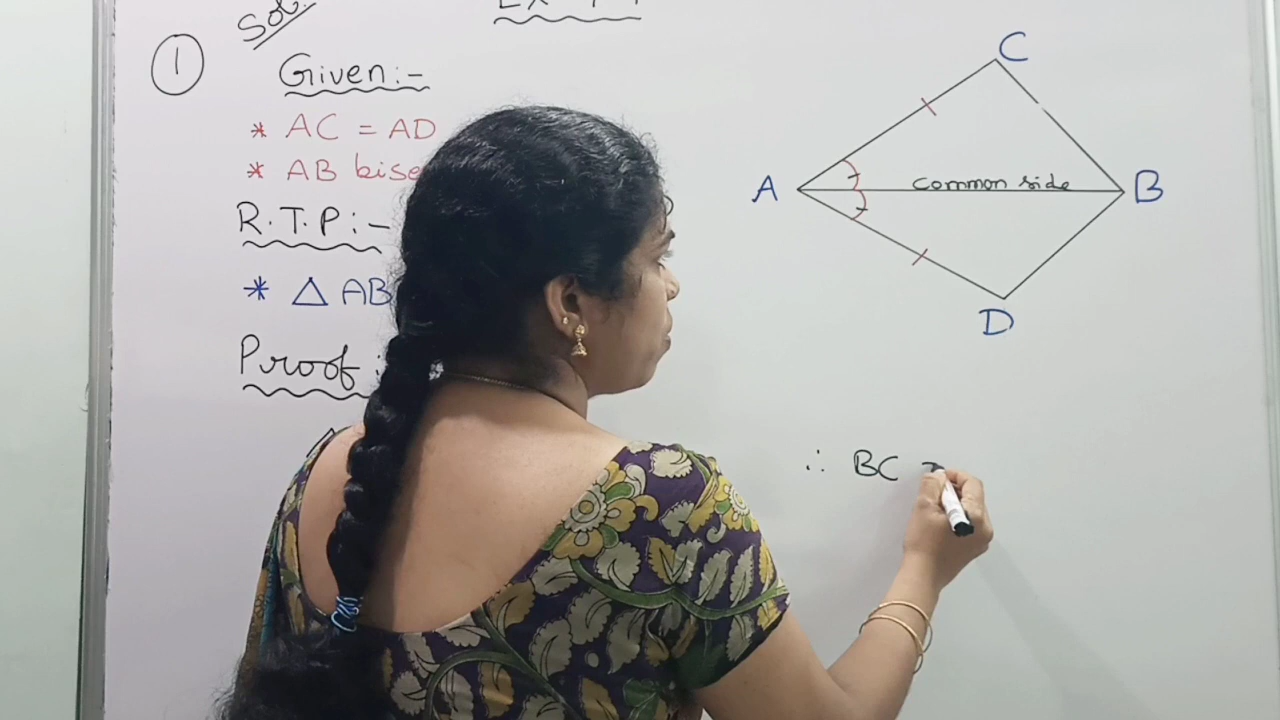 Sol.
1
Given:-
* AC = AD
* AB bise
R.T.P:-
* △ AB
Proof:
C
A
common side
B
D
∴ BC